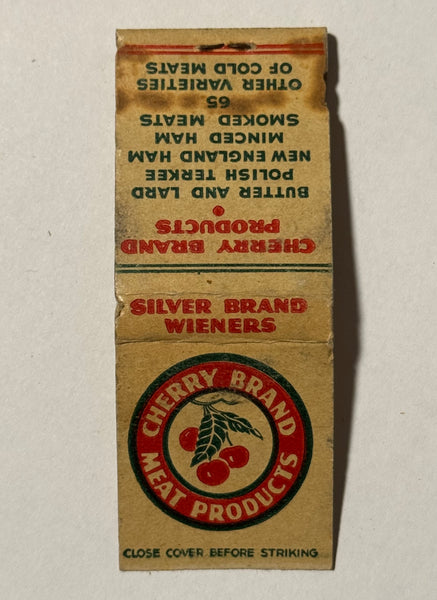 CHERRY BRAND
PRODUCTS
BUTTER AND LARD
POLISH TERKEE
NEW ENGLAND HAM
MINCED HAM
SMOKED MEATS
65
OTHER VARIETIES
OF COLD MEATS
SILVER BRAND
WIENERS
CHERRY BRAND
MEAT PRODUCTS
CLOSE COVER BEFORE STRIKING